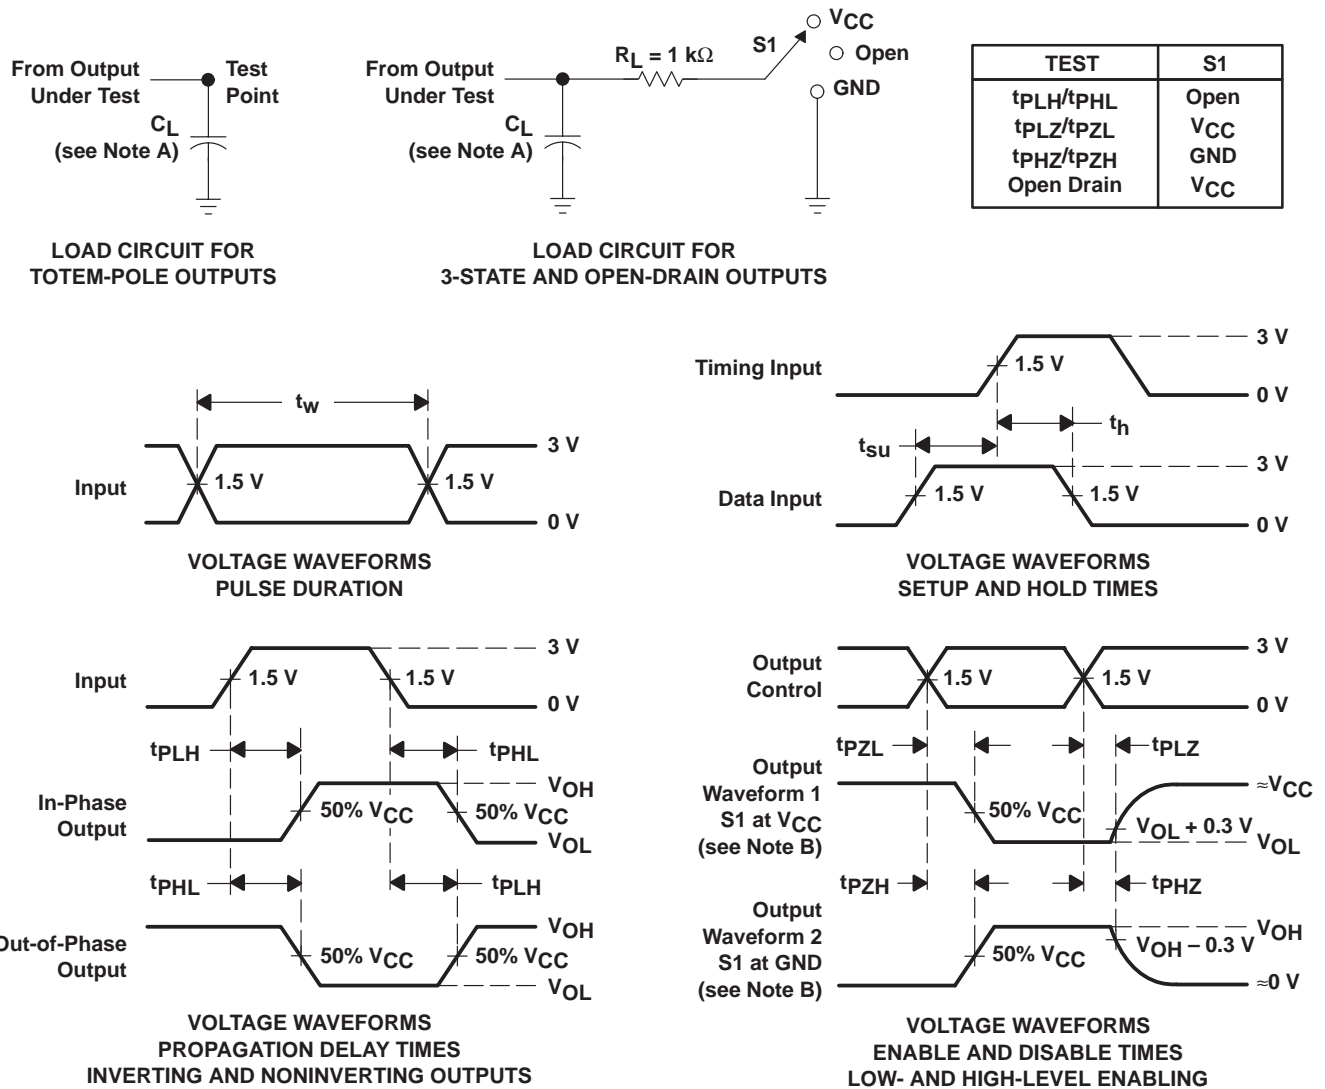 From Output
Under Test
Test
Point
CL
(see Note A)
LOAD CIRCUIT FOR
TOTEM-POLE OUTPUTS
From Output
Under Test
RL = 1 kΩ
S1
VCC
Open
GND
CL
(see Note A)
LOAD CIRCUIT FOR
3-STATE AND OPEN-DRAIN OUTPUTS
TEST S1
tPLH/tPHL Open
tPLZ/tPZL VCC
tPHZ/tPZH GND
Open Drain VCC
tw
Input
3 V
1.5 V
1.5 V
0 V
VOLTAGE WAVEFORMS
PULSE DURATION
Timing Input
3 V
1.5 V
0 V
th
tsu
Data Input
3 V
1.5 V
1.5 V
0 V
VOLTAGE WAVEFORMS
SETUP AND HOLD TIMES
Input
3 V
1.5 V
1.5 V
0 V
tPLH
tPHL
In-Phase
Output
VOH
50% VCC
50% VCC
VOL
tPHL
tPLH
Out-of-Phase
Output
VOH
50% VCC
50% VCC
VOL
VOLTAGE WAVEFORMS
PROPAGATION DELAY TIMES
INVERTING AND NONINVERTING OUTPUTS
Output
Control
3 V
1.5 V
1.5 V
0 V
tPZL
tPLZ
Output
Waveform 1
S1 at VCC
(see Note B)
≈VCC
50% VCC
VOL + 0.3 V
VOL
tPZH
tPHZ
Output
Waveform 2
S1 at GND
(see Note B)
VOH
50% VCC
VOH − 0.3 V
≈0 V
VOLTAGE WAVEFORMS
ENABLE AND DISABLE TIMES
LOW- AND HIGH-LEVEL ENABLING